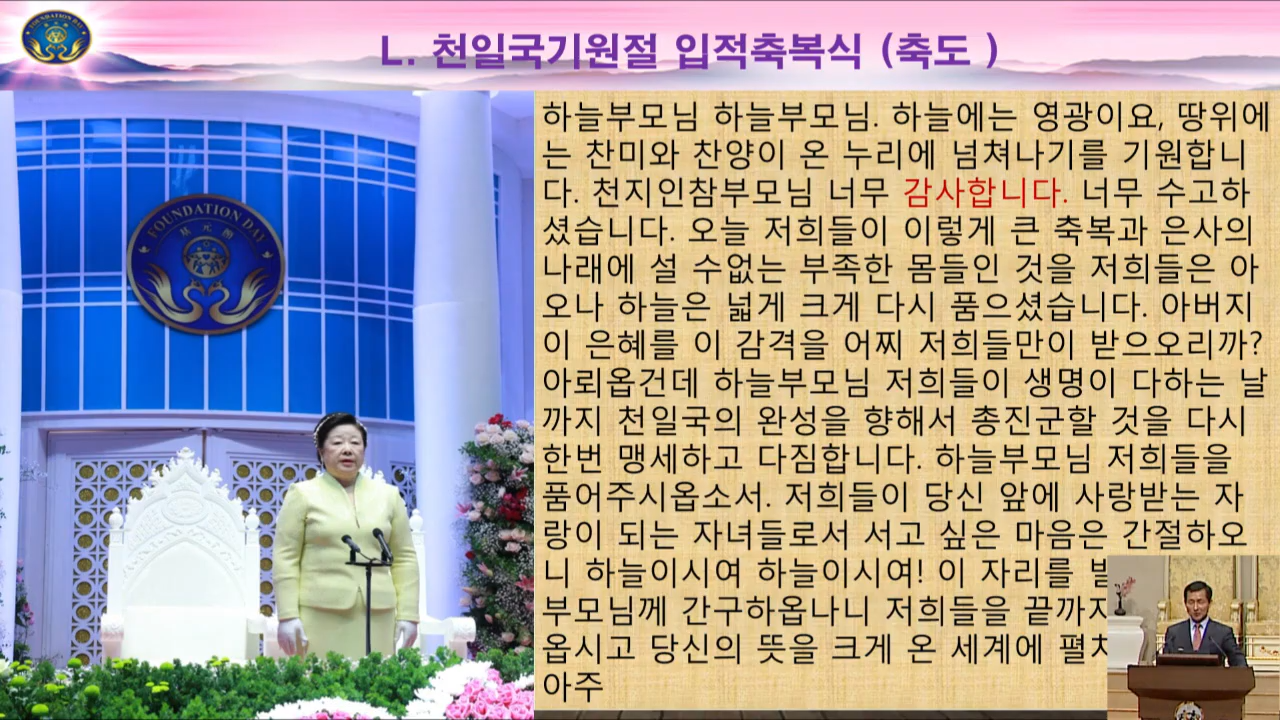 L. 천일국기원절 입적축복식 (축도 )
FOUNDATION DAY
FOUNDATION DAY
基元節
하늘부모님 하늘부모님. 하늘에는 영광이요, 땅위에
는 찬미와 찬양이 온 누리에 넘쳐나기를 기원합니
다. 천지인참부모님 너무 감사합니다. 너무 수고하
셨습니다. 오늘 저희들이 이렇게 큰 축복과 은사의
나래에 설 수없는 부족한 몸들인 것을 저희들은 아
오나 하늘은 넓게 크게 다시 품으셨습니다. 아버지
이 은혜를 이 감격을 어찌 저희들만이 받으오리까?
아뢰옵건데 하늘부모님 저희들이 생명이 다하는 날
까지 천일국의 완성을 향해서 총진군할 것을 다시
한번 맹세하고 다짐합니다. 하늘부모님 저희들을
품어주시옵소서. 저희들이 당신 앞에 사랑받는 자
랑이 되는 자녀들로서 서고 싶은 마음은 간절하오
니 하늘이시여 하늘이시여! 이 자리를
부모님께 간구하옵나니 저희들을
옵시고 당신의 뜻을 크게 온 세계에
아주